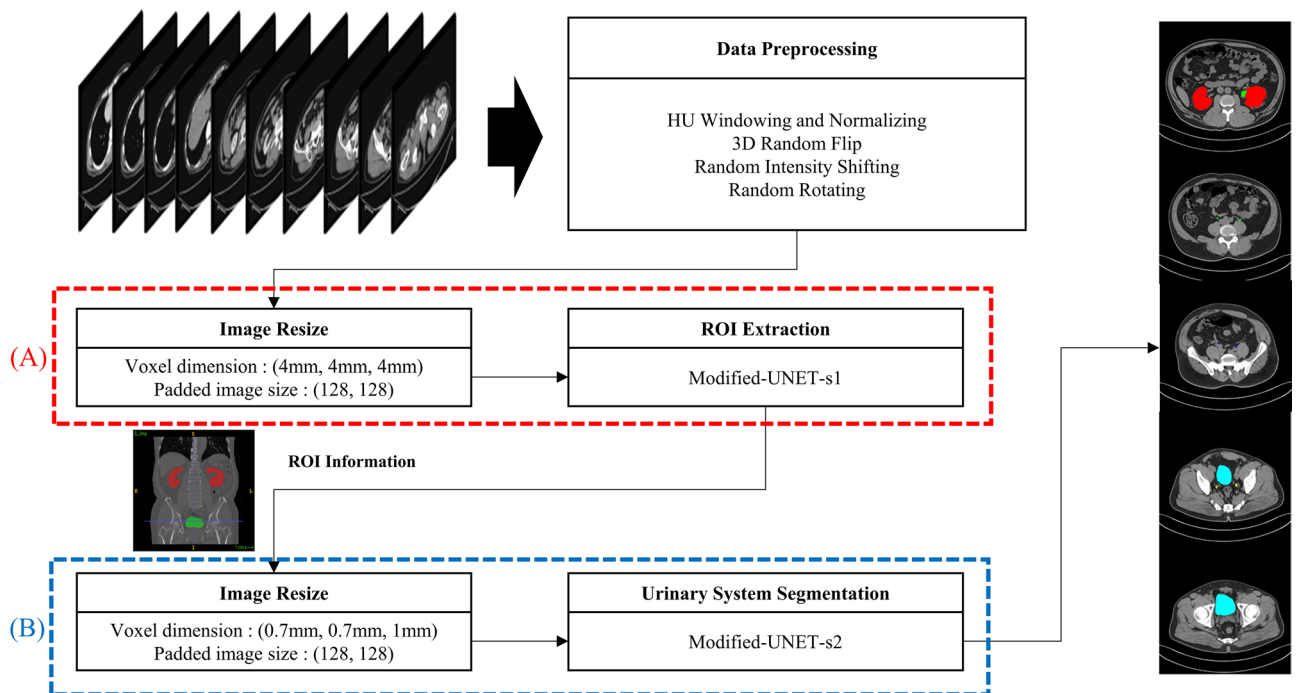 Data Preprocessing
HU Windowing and Normalizing
3D Random Flip
Random Intensity Shifting
Random Rotating
(A)
Image Resize
Voxel dimension : (4mm, 4mm, 4mm)
Padded image size : (128, 128)
ROI Extraction
Modified-UNET-s1
R
L
ROI Information
(B)
Image Resize
Voxel dimension : (0.7mm, 0.7mm, 1mm)
Padded image size : (128, 128)
Urinary System Segmentation
Modified-UNET-s2